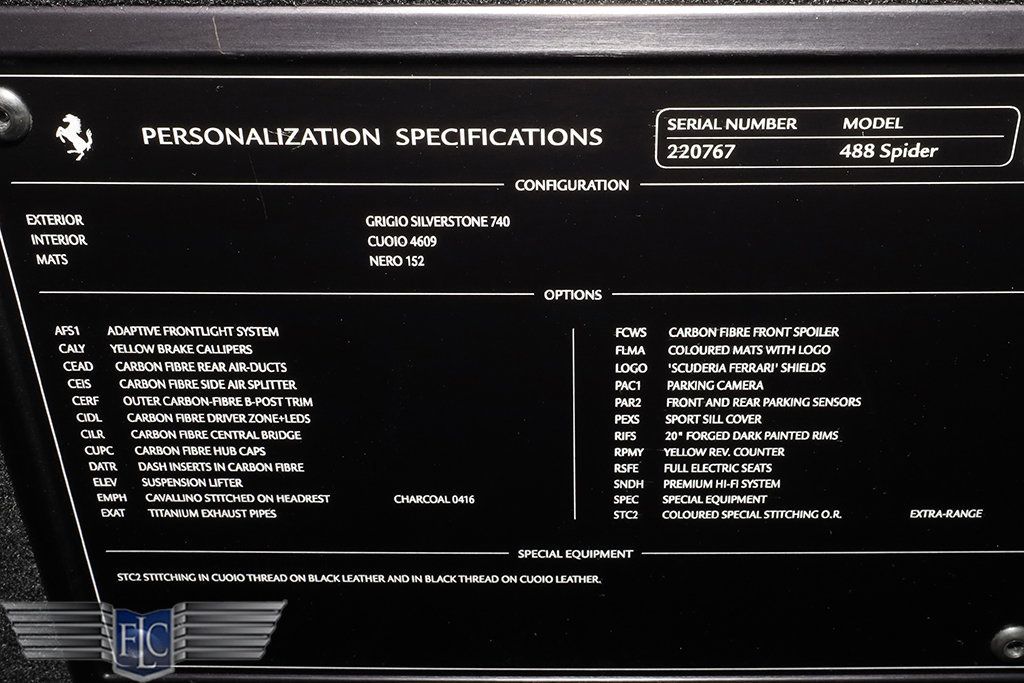 PERSONALIZATION SPECIFICATIONS
SERIAL NUMBER MODEL
220767 488 Spider
CONFIGURATION
EXTERIOR GRIGIO SILVERSTONE 740
INTERIOR CUOIO 4609
MATS NERO 152
OPTIONS
AFS1 ADAPTIVE FRONTLIGHT SYSTEM
CALY YELLOW BRAKE CALLIPERS
CEAD CARBON FIBRE REAR AIR-DUCTS
CEIS CARBON FIBRE SIDE AIR SPLITTER
CERF OUTER CARBON-FIBRE B-POST TRIM
CIDL CARBON FIBRE DRIVER ZONE+LEDS
CILR CARBON FIBRE CENTRAL BRIDGE
CUPC CARBON FIBRE HUB CAPS
DATR DASH INSERTS IN CARBON FIBRE
ELEV SUSPENSION LIFTER
EMPH CAVALLINO STITCHED ON HEADREST CHARCOAL 0416
EXAT TITANIUM EXHAUST PIPES
FCWS CARBON FIBRE FRONT SPOILER
FLMA COLOURED MATS WITH LOGO
LOGO 'SCUDERIA FERRARI' SHIELDS
PAC1 PARKING CAMERA
PAR2 FRONT AND REAR PARKING SENSORS
PEXS SPORT SILL COVER
RIFS 20" FORGED DARK PAINTED RIMS
RPMY YELLOW REV. COUNTER
RSFE FULL ELECTRIC SEATS
SNDH PREMIUM HI-FI SYSTEM
SPEC SPECIAL EQUIPMENT
STC2 COLOURED SPECIAL STITCHING O.R. EXTRA-RANGE
SPECIAL EQUIPMENT
STC2 STITCHING IN CUOIO THREAD ON BLACK LEATHER AND IN BLACK THREAD ON CUOIO LEATHER.
ELC